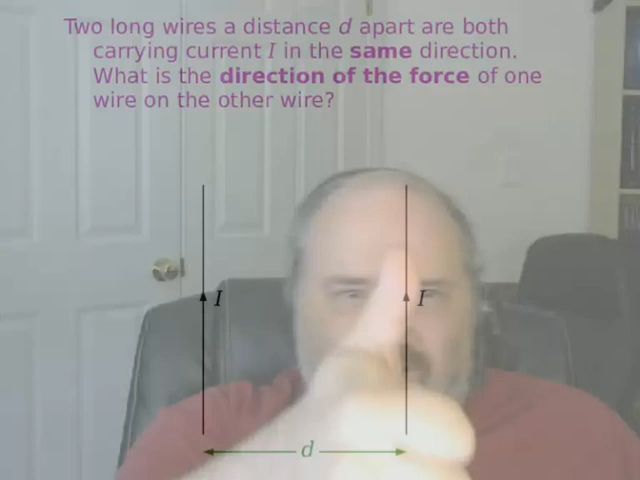 Two long wires a distance d apart are both
carrying current I in the same direction.
What is the direction of the force of one
wire on the other wire?
I I
d